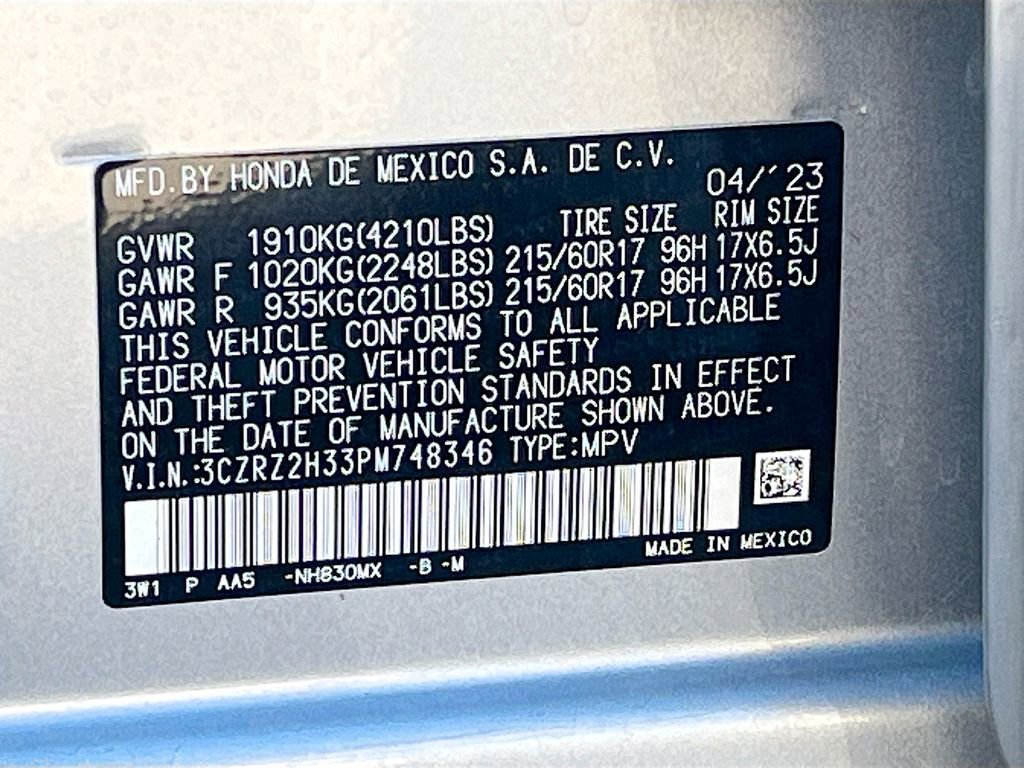 MFD.BY HONDA DE MEXICO S.A. DE C.V.
04/'23
TIRE SIZE RIM SIZE
GVWR 1910KG(4210LBS)
GAWR F 1020KG(2248LBS) 215/60R17 96H 17X6.5J
GAWR R 935KG(2061LBS) 215/60R17 96H 17X6.5J
THIS VEHICLE CONFORMS TO ALL APPLICABLE
FEDERAL MOTOR VEHICLE SAFETY
AND THEFT PREVENTION STANDARDS IN EFFECT
ON THE DATE OF MANUFACTURE SHOWN ABOVE.
V.I.N.:3CZRZ2H33PM748346 TYPE:MPV
3W1 P AA5 -NH830MX -B -M
MADE IN MEXICO